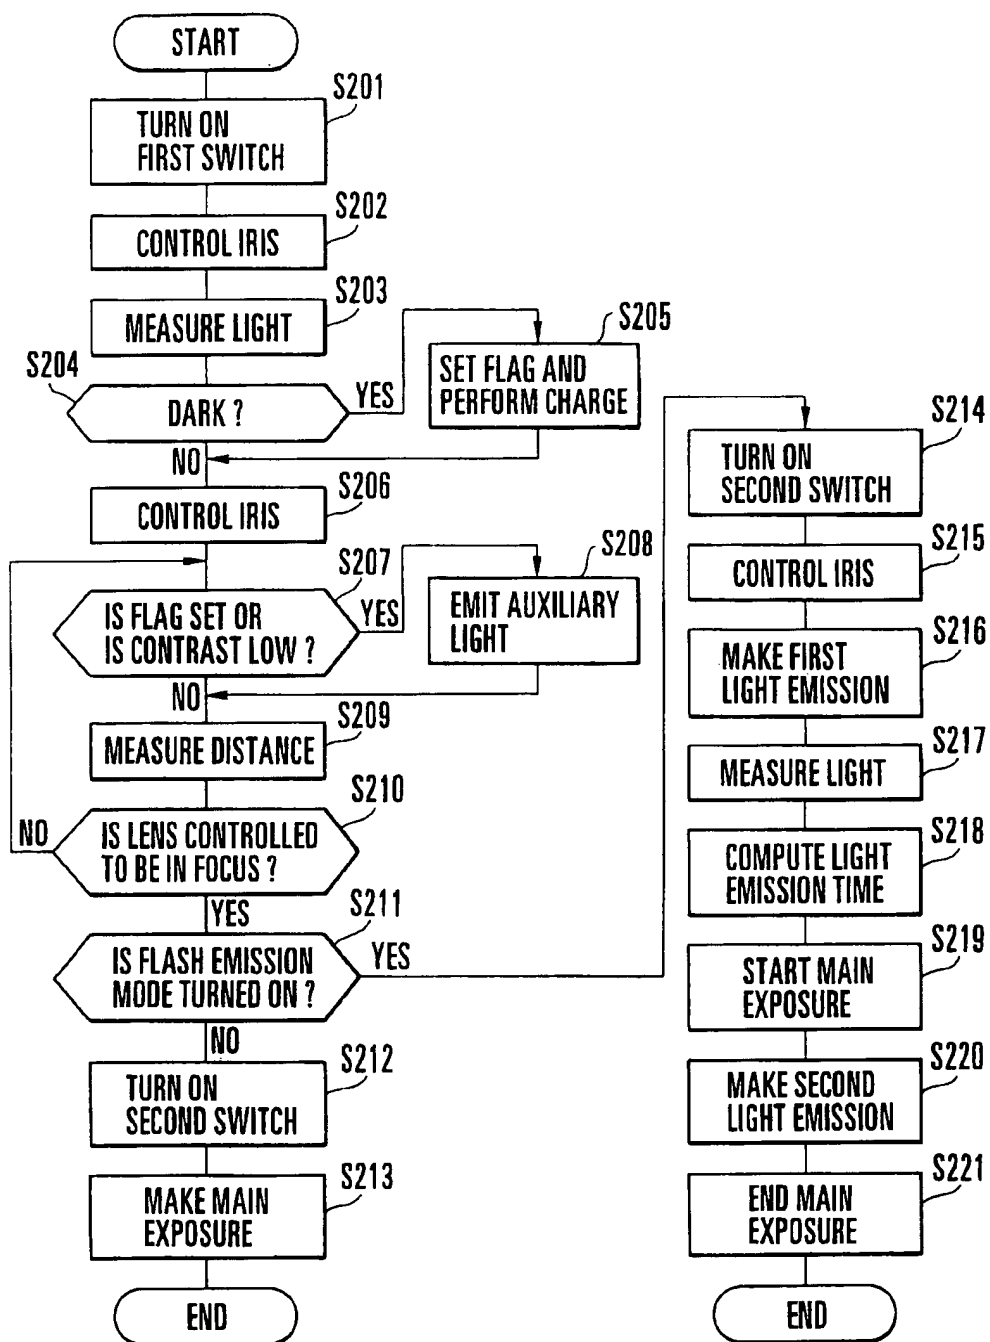 START
S201
TURN ON
FIRST SWITCH
S202
CONTROL IRIS
S203
MEASURE LIGHT
S204
DARK ?
YES
S205
SET FLAG AND
PERFORM CHARGE
NO
S206
CONTROL IRIS
S207
IS FLAG SET OR
IS CONTRAST LOW ?
YES
S208
EMIT AUXILIARY
LIGHT
NO
S209
MEASURE DISTANCE
S210
IS LENS CONTROLLED
TO BE IN FOCUS ?
NO
YES
S211
IS FLASH EMISSION
MODE TURNED ON ?
YES
NO
S212
TURN ON
SECOND SWITCH
S213
MAKE MAIN
EXPOSURE
END
S214
TURN ON
SECOND SWITCH
S215
CONTROL IRIS
S216
MAKE FIRST
LIGHT EMISSION
S217
MEASURE LIGHT
S218
COMPUTE LIGHT
EMISSION TIME
S219
START MAIN
EXPOSURE
S220
MAKE SECOND
LIGHT EMISSION
S221
END MAIN
EXPOSURE
END